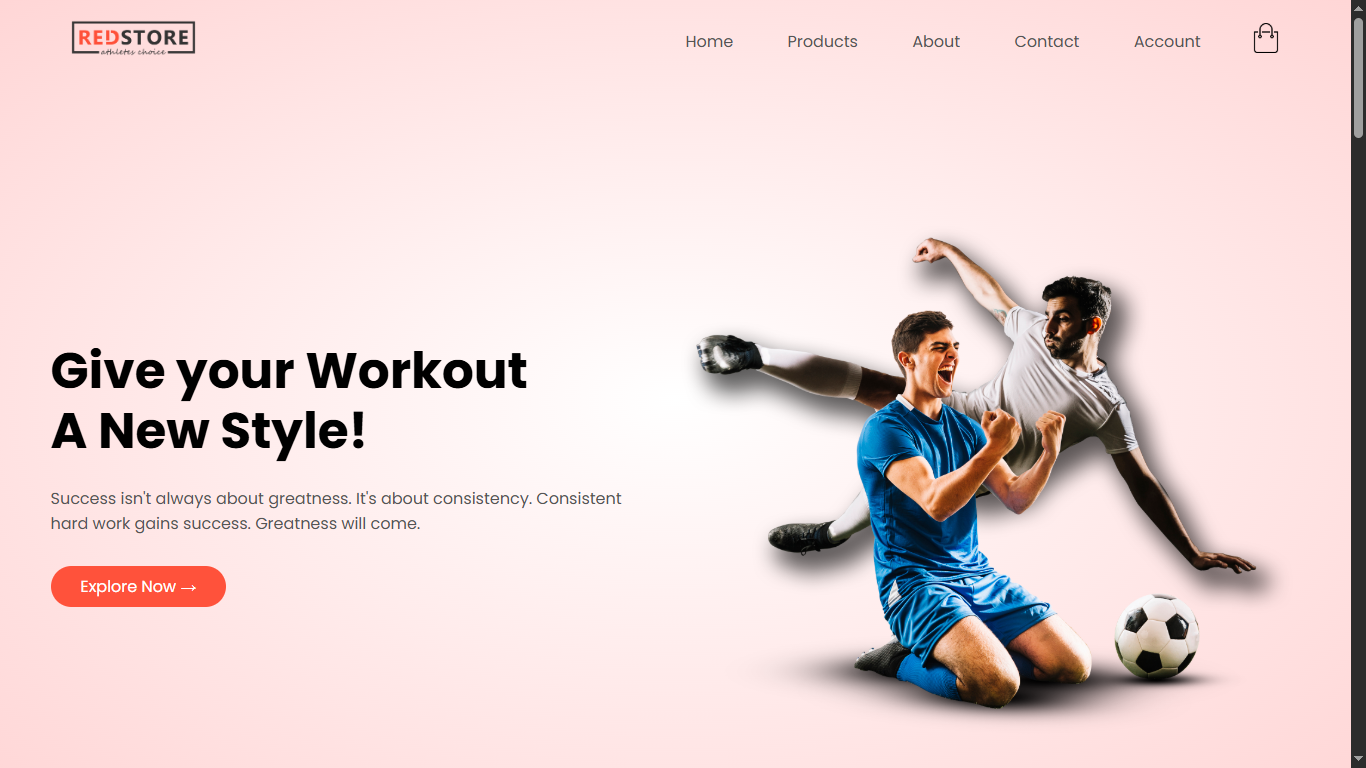 REDSTORE
athletes choice
Home
Products
About
Contact
Account
Give your Workout
A New Style!
Success isn't always about greatness. It's about consistency. Consistent
hard work gains success. Greatness will come.
Explore Now →